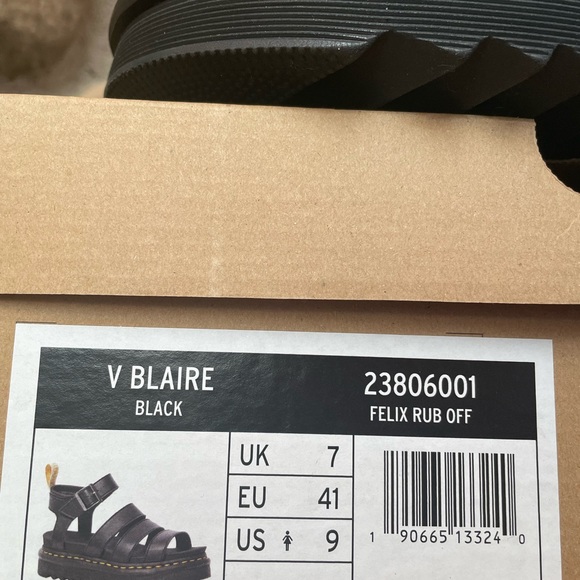 V BLAIRE
BLACK
23806001
FELIX RUB OFF
UK 7
EU 41
US 9
1 90665 13324 0